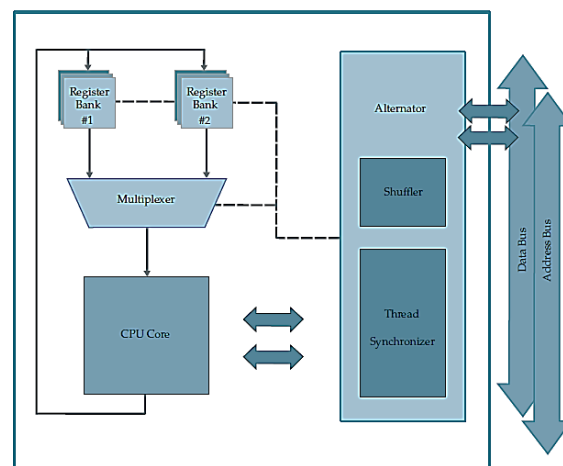 Register
Bank
#1
Register
Bank
#2
Alternator
Multiplexer
Shuffler
CPU Core
Thread
Synchronizer
Data Bus
Address Bus